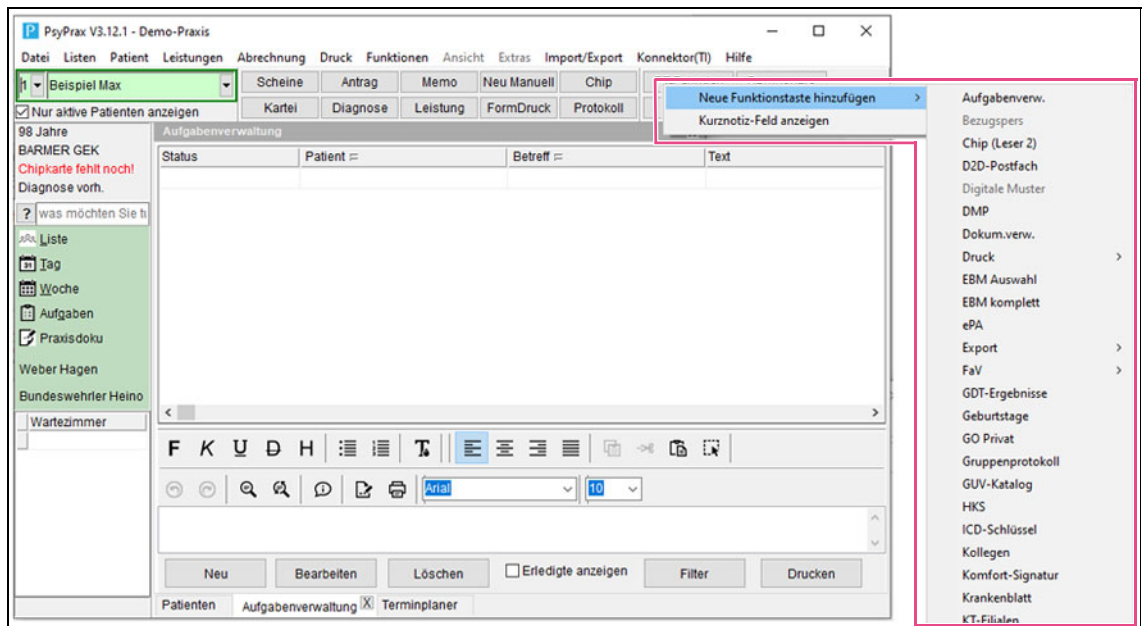 PsyPrax V3.12.1 - Demo-Praxis
Datei Listen Patient Leistungen Abrechnung Druck Funktionen Ansicht Extras Import/Export Konnektor(TI) Hilfe
Beispiel Max Scheine Antrag Memo Neu Manuell Chip
Nur aktive Patienten anzeigen Kartei Diagnose Leistung FormDruck Protokoll
Neue Funktionstaste hinzufügen
Kurznotiz-Feld anzeigen
98 Jahre
BARMER GEK
Chipkarte fehlt noch!
Diagnose vorh.
? was möchten Sie
Liste
Tag
31
Woche
Aufgaben
Praxisdoku
Weber Hagen
Bundeswehrler Heino
Wartezimmer
Aufgabenverwaltung
Status Patient Betreff Text
F K U D H
Arial 10
Neu Bearbeiten Löschen Erledigte anzeigen Filter Drucken
Patienten Aufgabenverwaltung X Terminplaner
Aufgabenverw.
Bezugspers
Chip (Leser 2)
D2D-Postfach
Digitale Muster
DMP
Dokum.verw.
Druck
EBM Auswahl
EBM komplett
ePA
Export
FaV
GDT-Ergebnisse
Geburtstage
GO Privat
Gruppenprotokoll
GUV-Katalog
HKS
ICD-Schlüssel
Kollegen
Komfort-Signatur
Krankenblatt
KT-Filialen